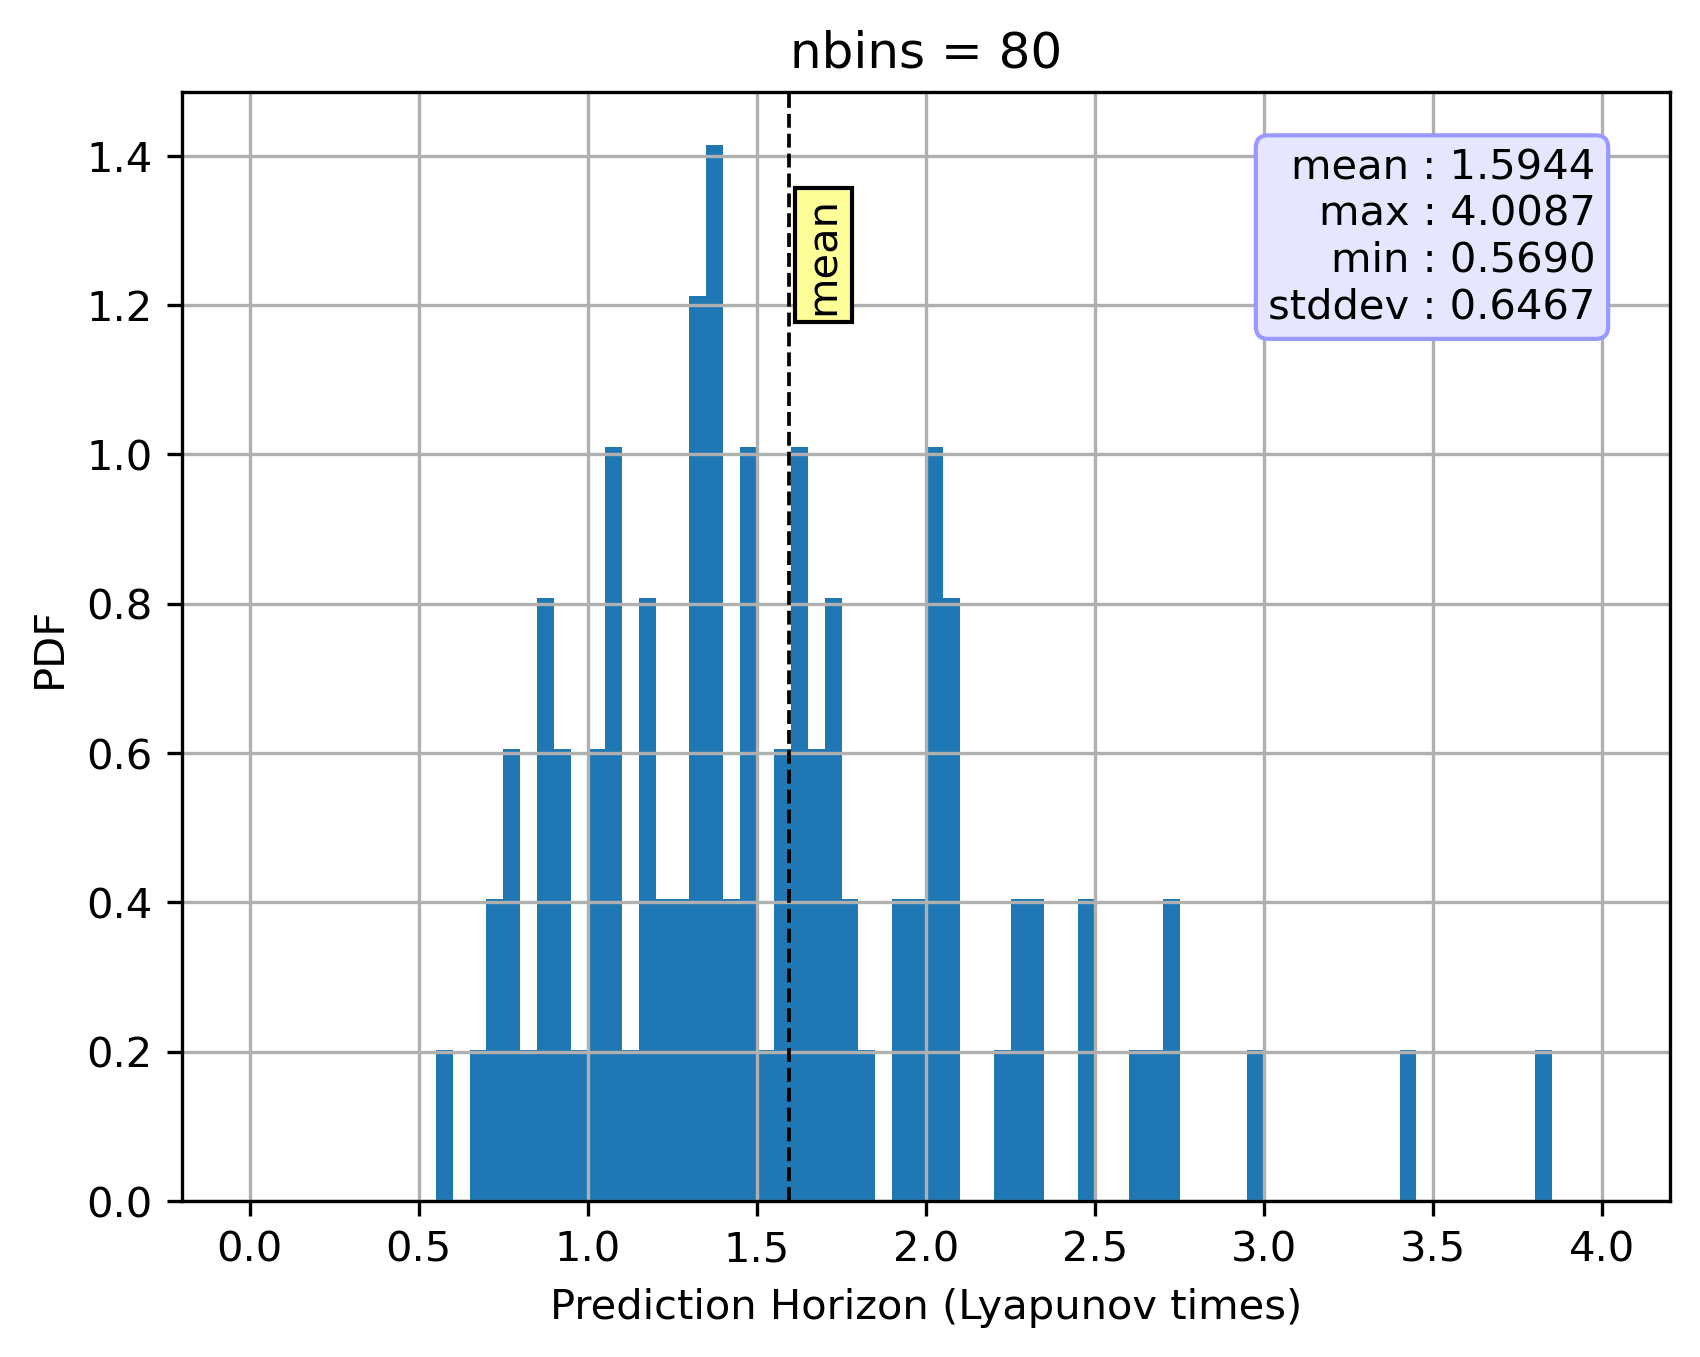 nbins = 80
mean : 1.5944
max : 4.0087
min : 0.5690
stddev : 0.6467
mean
PDF
1.4
1.2
1.0
0.8
0.6
0.4
0.2
0.0
0.0 0.5 1.0 1.5 2.0 2.5 3.0 3.5 4.0
Prediction Horizon (Lyapunov times)